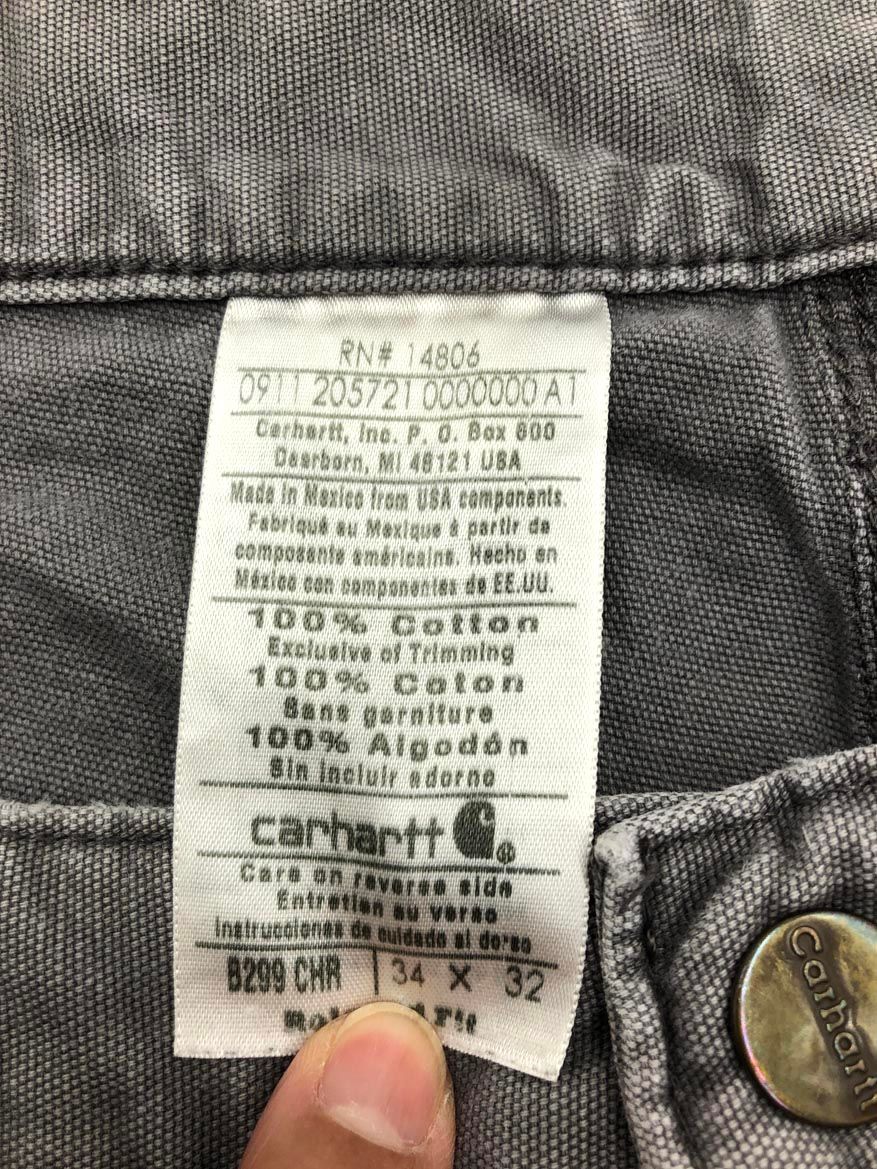 RN# 14806
0911 2057210000000 A1
Carhartt, Inc. P. O. Box 600
Dearborn, MI 48121 USA
Made in Mexico from USA components.
Fabriqué au Mexique à partir de
composants américains. Hecho en
México con componentes de EE.UU.
100% Cotton
Exclusive of Trimming
100% Coton
Sans garniture
100% Algodón
Sin incluir adorno
carhartt ®
Care on reverse side
Entretien au verso
Instrucciones de cuidado al dorso
B299 CHR | 34 X 32
Fit
Carhartt